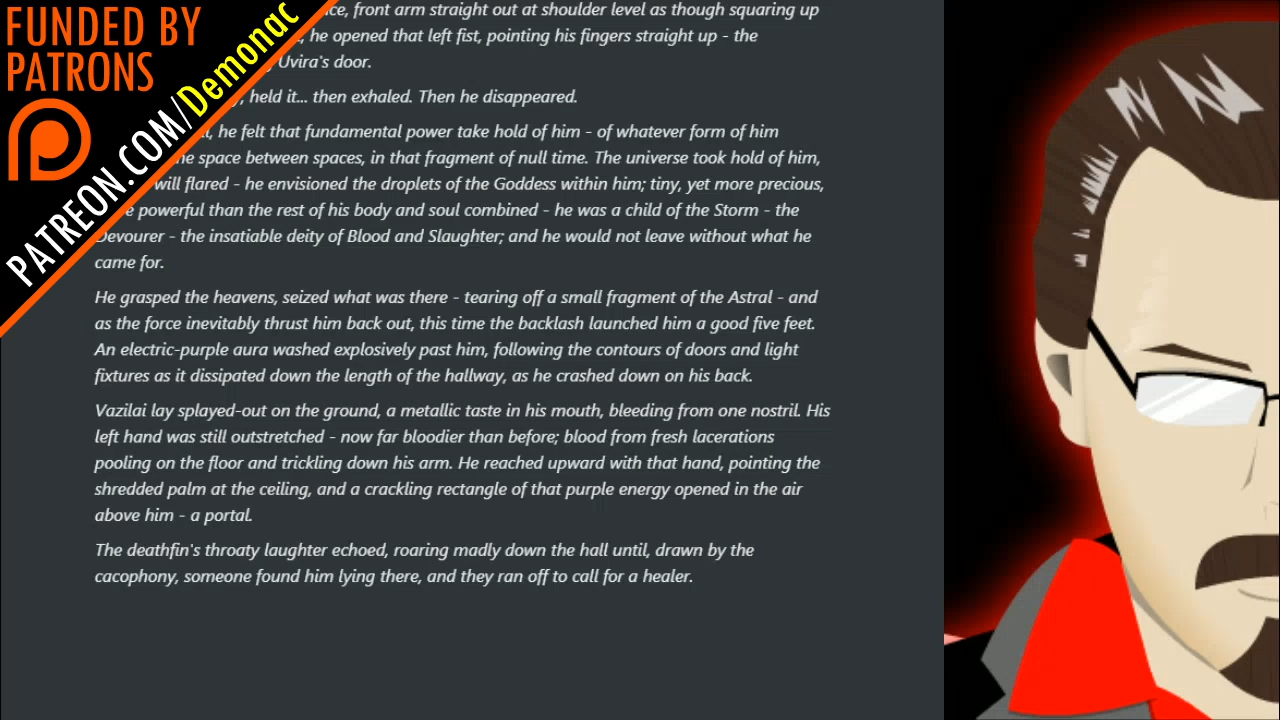 FUNDED BY
PATRONS
PATREON.COM/Demonac
front arm straight out at shoulder level as though squaring up
he opened that left fist, pointing his fingers straight up - the
Uvira's door.
held it... then exhaled. Then he disappeared.
he felt that fundamental power take hold of him - of whatever form of him
space between spaces, in that fragment of null time. The universe took hold of him,
will flared - he envisioned the droplets of the Goddess within him; tiny, yet more precious,
powerful than the rest of his body and soul combined - he was a child of the Storm - the
Devourer - the insatiable deity of Blood and Slaughter; and he would not leave without what he
came for.
He grasped the heavens, seized what was there - tearing off a small fragment of the Astral - and
as the force inevitably thrust him back out, this time the backlash launched him a good five feet.
An electric-purple aura washed explosively past him, following the contours of doors and light
fixtures as it dissipated down the length of the hallway, as he crashed down on his back.
Vazilai lay splayed-out on the ground, a metallic taste in his mouth, bleeding from one nostril. His
left hand was still outstretched - now far bloodier than before; blood from fresh lacerations
pooling on the floor and trickling down his arm. He reached upward with that hand, pointing the
shredded palm at the ceiling, and a crackling rectangle of that purple energy opened in the air
above him - a portal.
The deathfin's throaty laughter echoed, roaring madly down the hall until, drawn by the
cacophony, someone found him lying there, and they ran off to call for a healer.